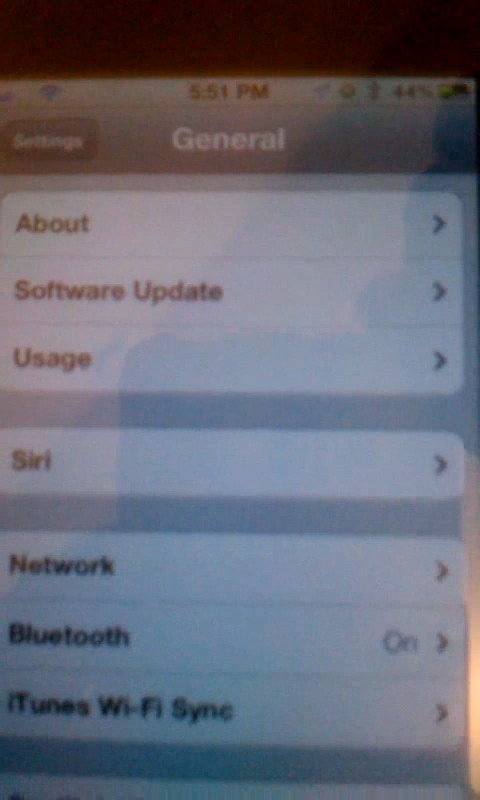 5:51 PM 44%
Settings General
About
Software Update
Usage
Siri
Network
Bluetooth On
iTunes Wi-Fi Sync